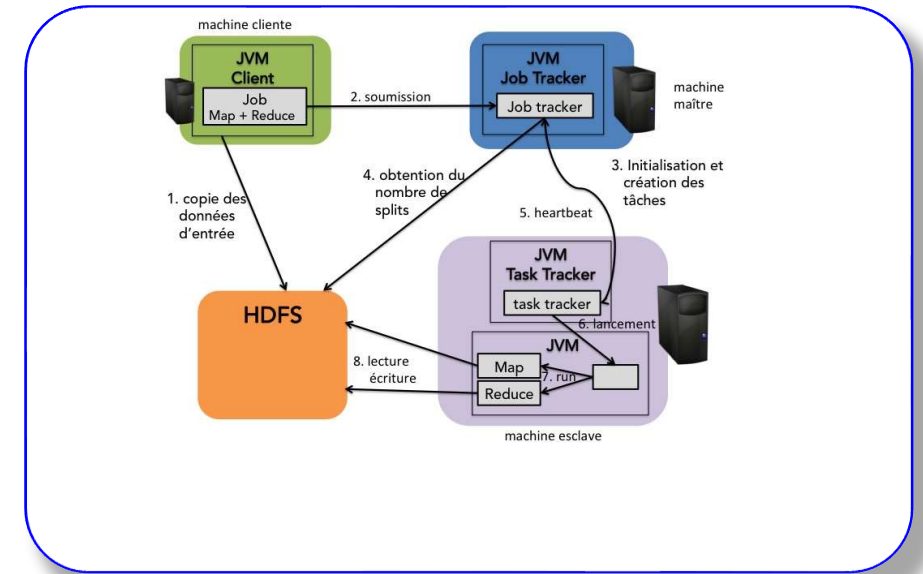 machine cliente
JVM
Client
Job
Map + Reduce
2. soumission
JVM
Job Tracker
Job tracker
machine
maître
1. copie des
données
d'entrée
4. obtention du
nombre de
splits
3. Initialisation et
création des
tâches
5. heartbeat
JVM
Task Tracker
task tracker
6. lancement
HDFS
JVM
Map
7. run
Reduce
8. lecture
écriture
machine esclave